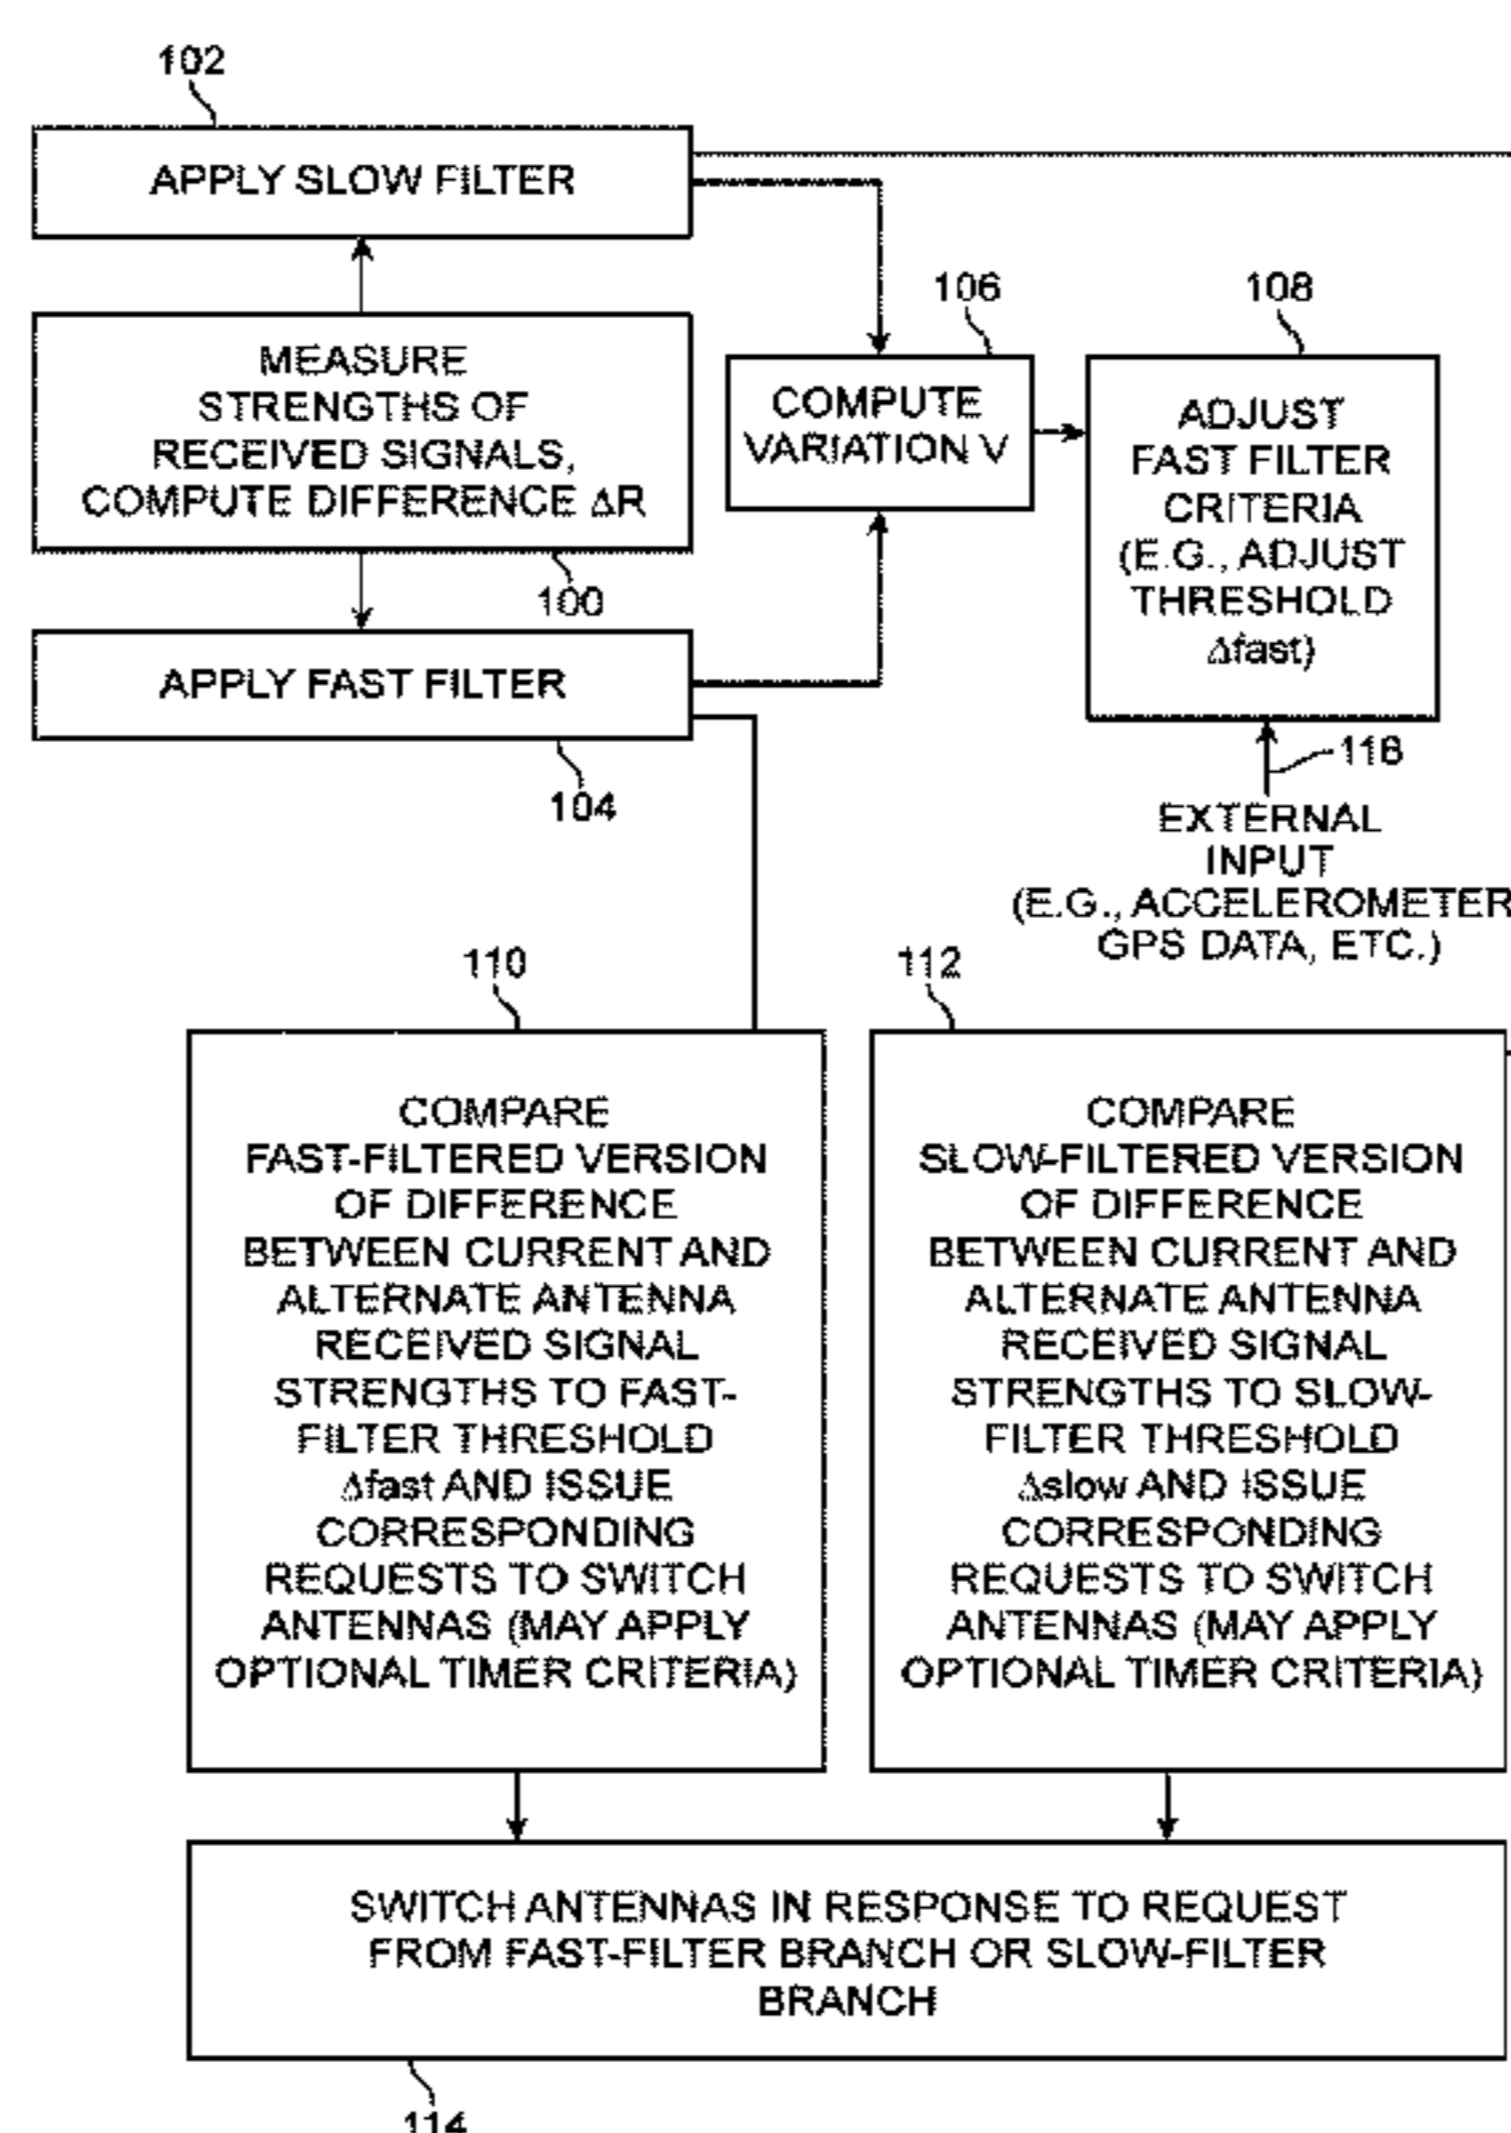 102
APPLY SLOW FILTER
106
108
MEASURE
STRENGTHS OF
RECEIVED SIGNALS,
COMPUTE DIFFERENCE ΔR
COMPUTE
VARIATION V
ADJUST
FAST FILTER
CRITERIA
(E.G., ADJUST
THRESHOLD
Δfast)
100
APPLY FAST FILTER
104
116
EXTERNAL
INPUT
(E.G., ACCELEROMETER
GPS DATA, ETC.)
110
COMPARE
FAST-FILTERED VERSION
OF DIFFERENCE
BETWEEN CURRENT AND
ALTERNATE ANTENNA
RECEIVED SIGNAL
STRENGTHS TO FAST-
FILTER THRESHOLD
Δfast AND ISSUE
CORRESPONDING
REQUESTS TO SWITCH
ANTENNAS (MAY APPLY
OPTIONAL TIMER CRITERIA)
112
COMPARE
SLOW-FILTERED VERSION
OF DIFFERENCE
BETWEEN CURRENT AND
ALTERNATE ANTENNA
RECEIVED SIGNAL
STRENGTHS TO SLOW-
FILTER THRESHOLD
Δslow AND ISSUE
CORRESPONDING
REQUESTS TO SWITCH
ANTENNAS (MAY APPLY
OPTIONAL TIMER CRITERIA)
SWITCH ANTENNAS IN RESPONSE TO REQUEST
FROM FAST-FILTER BRANCH OR SLOW-FILTER
BRANCH
114